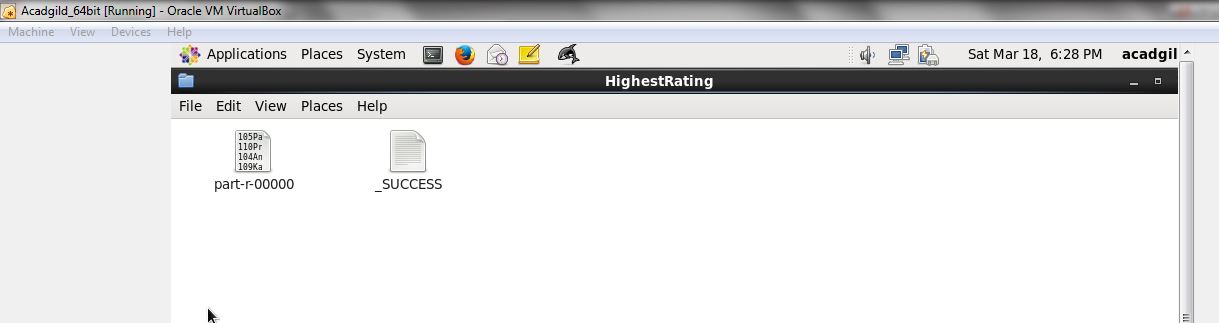 Acadgild_64bit [Running] - Oracle VM VirtualBox
Machine View Devices Help
Applications Places System Sat Mar 18, 6:28 PM acadgil
HighestRating
File Edit View Places Help
105Pa
110Pr
104An
109Ka
part-r-00000 _SUCCESS